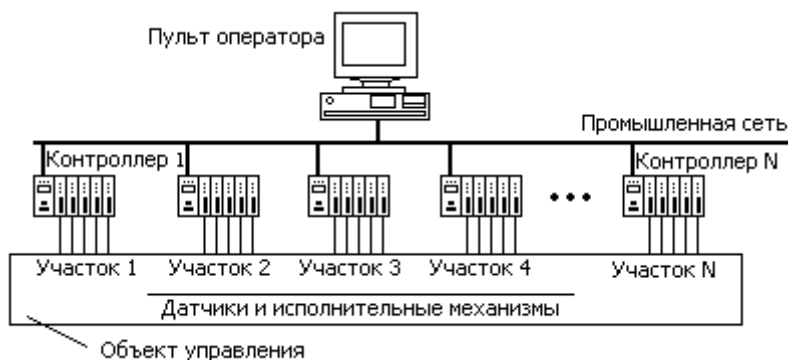 Пульт оператора
Промышленная сеть
Контроллер 1
Контроллер N
Участок 1
Участок 2
Участок 3
Участок 4
Участок N
Датчики и исполнительные механизмы
Объект управления